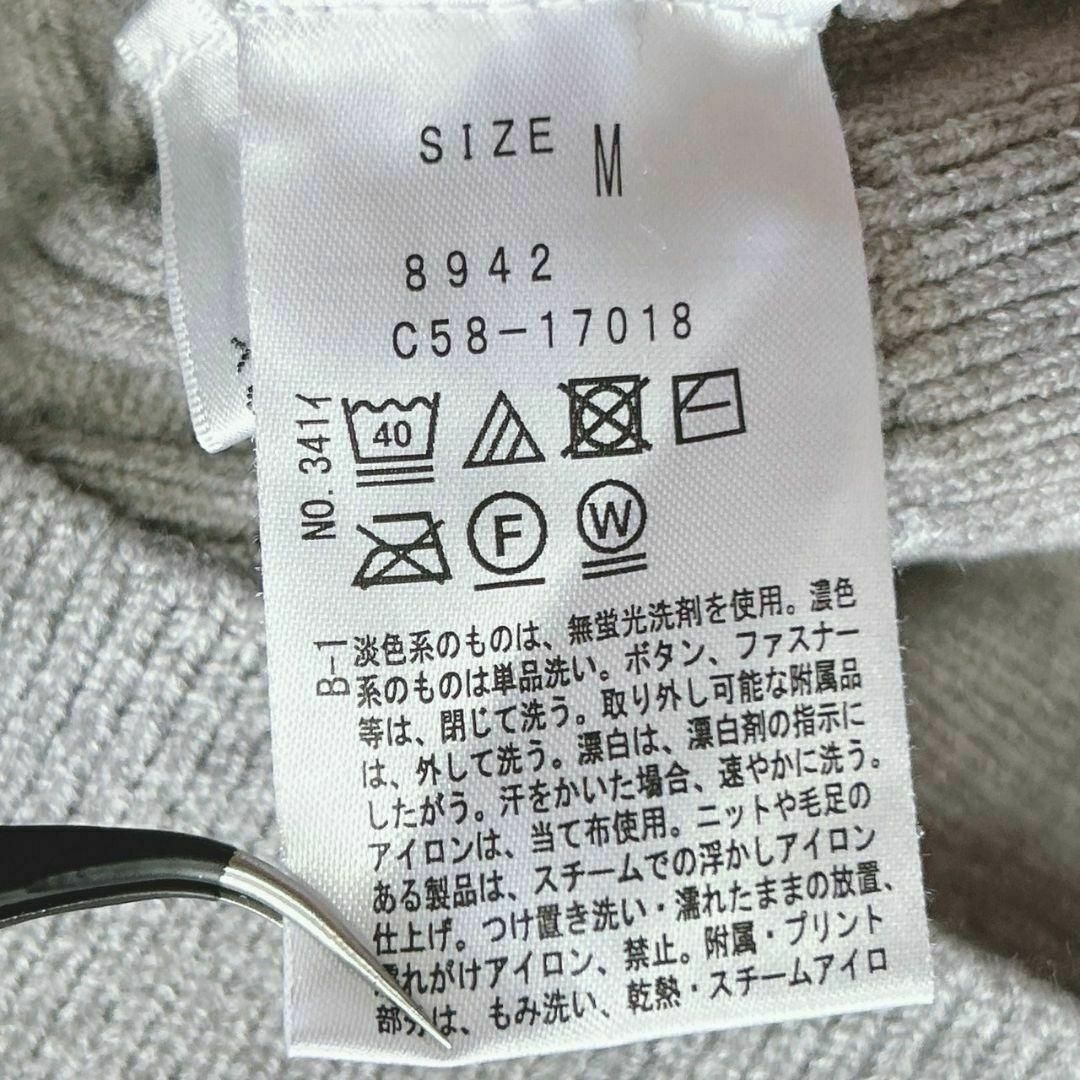 SIZE M
8942
C58-17018
NO. 341イ
40
F
W
B-1
淡色系のものは、無蛍光洗剤を使用。濃色
系のものは単品洗い。ボタン、ファスナー
等は、閉じて洗う。取り外し可能な附属品
は、外して洗う。漂白は、漂白剤の指示に
したがう。汗をかいた場合、速やかに洗う。
アイロンは、当て布使用。ニットや毛足の
ある製品は、スチームでの浮かしアイロン
仕上げ。つけ置き洗い・濡れたままの放置、
濡れがけアイロン、禁止。附属・プリント
部分は、もみ洗い、乾熱・スチームアイロ